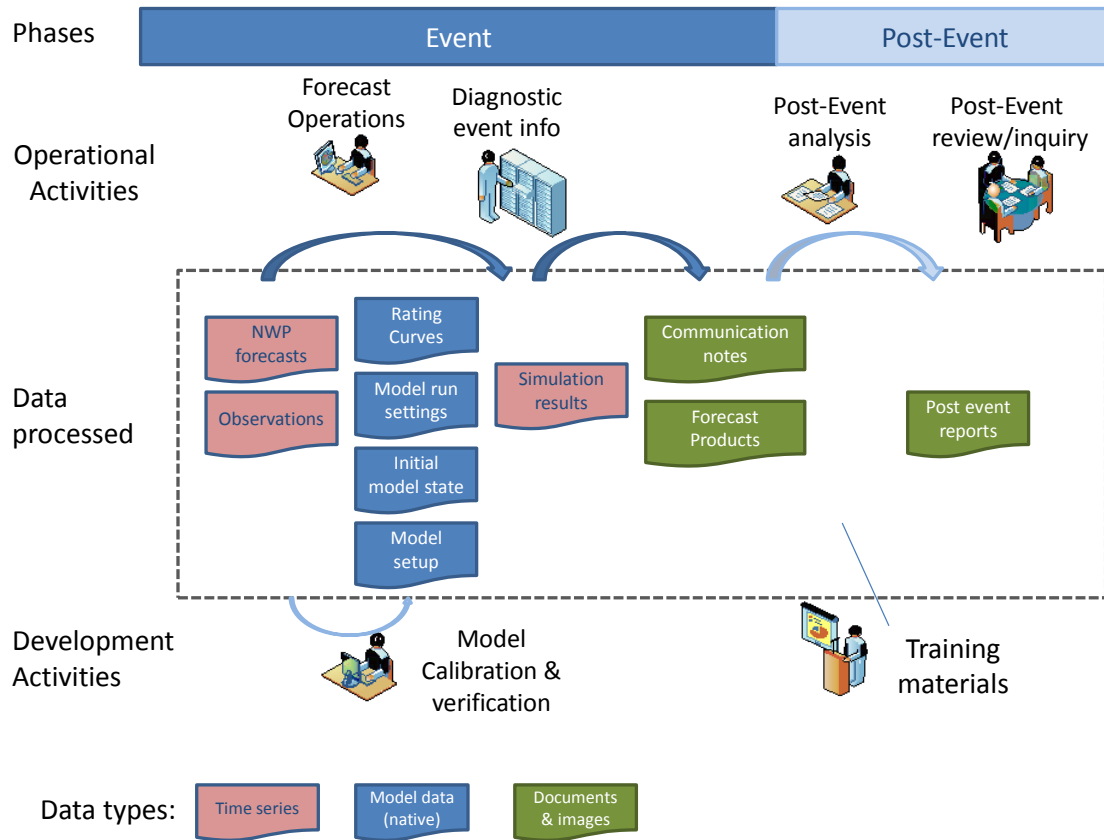 Phases
Event
Post-Event
Forecast
Operations
Diagnostic
event info
Post-Event
analysis
Post-Event
review/inquiry
Operational
Activities
NWP
forecasts
Rating
Curves
Communication
notes
Model run
settings
Simulation
results
Data
processed
Observations
Forecast
Products
Post event
reports
Initial
model state
Model
setup
Development
Activities
Model
Calibration &
verification
Training
materials
Data types:
Time series
Model data
(native)
Documents
& images